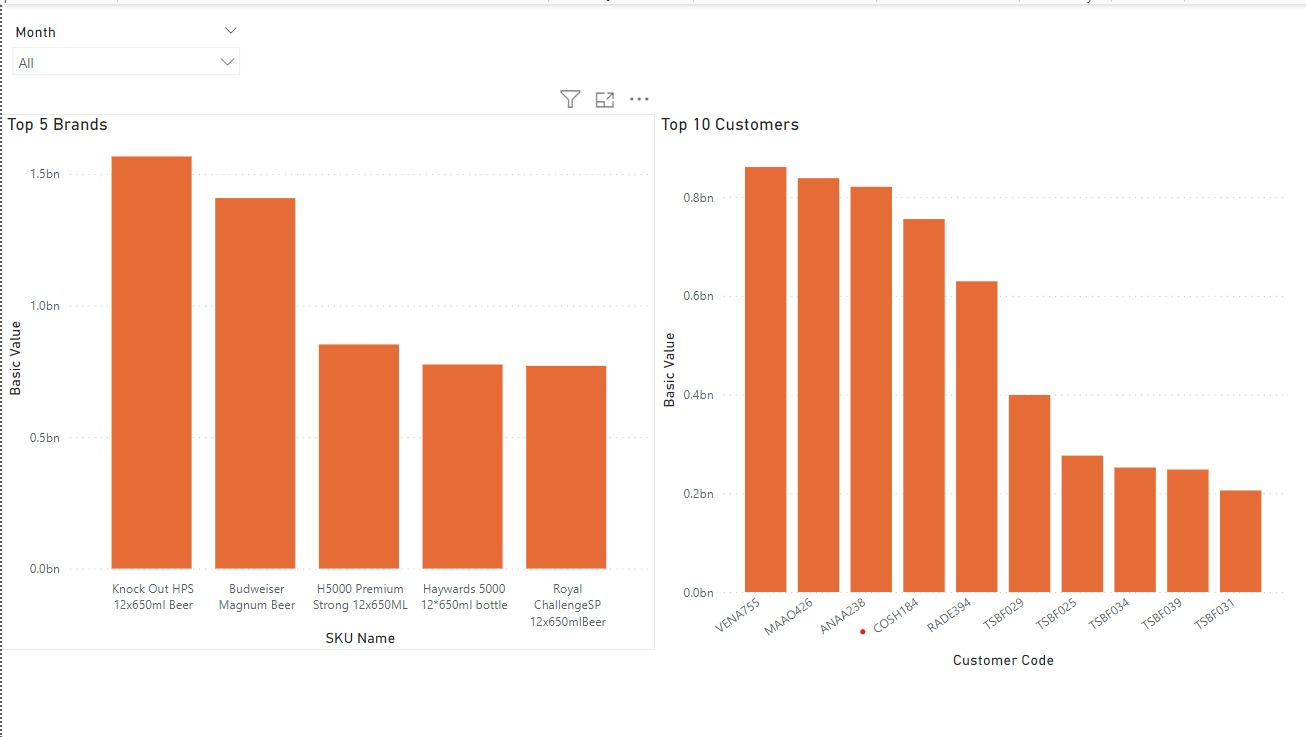 Month
All
Top 5 Brands
1.5bn
1.0bn
0.5bn
0.0bn
Basic Value
Knock Out HPS
12x650ml Beer
Budweiser
Magnum Beer
H5000 Premium
Strong 12x650ML
Haywards 5000
12*650ml bottle
Royal
ChallengeSP
12x650mlBeer
SKU Name
Top 10 Customers
0.8bn
0.6bn
0.4bn
0.2bn
0.0bn
Basic Value
VENA755
MAAO426
ANAA238
COSH184
RADE394
TSBF029
TSBF025
TSBF034
TSBF039
TSBF031
Customer Code